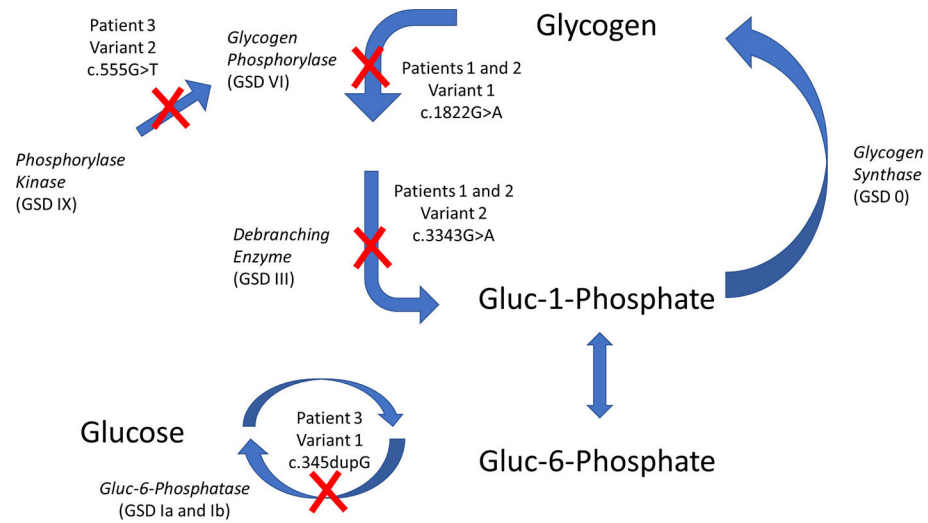 Patient 3
Variant 2
c.555G>T
Glycogen
Phosphorylase
(GSD VI)
Glycogen
Patients 1 and 2
Variant 1
c.1822G>A
Phosphorylase
Kinase
(GSD IX)
Glycogen
Synthase
(GSD 0)
Patients 1 and 2
Variant 2
c.3343G>A
Debranching
Enzyme
(GSD III)
Gluc-1-Phosphate
Glucose
Patient 3
Variant 1
c.345dupG
Gluc-6-Phosphate
Gluc-6-Phosphatase
(GSD Ia and Ib)